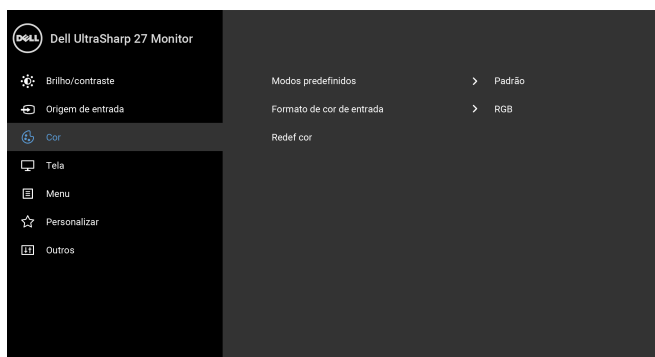 DELL Dell UltraSharp 27 Monitor
Brilho/contraste
Origem de entrada
Cor
Tela
Menu
Personalizar
Outros
Modos predefinidos > Padrão
Formato de cor de entrada > RGB
Redef cor